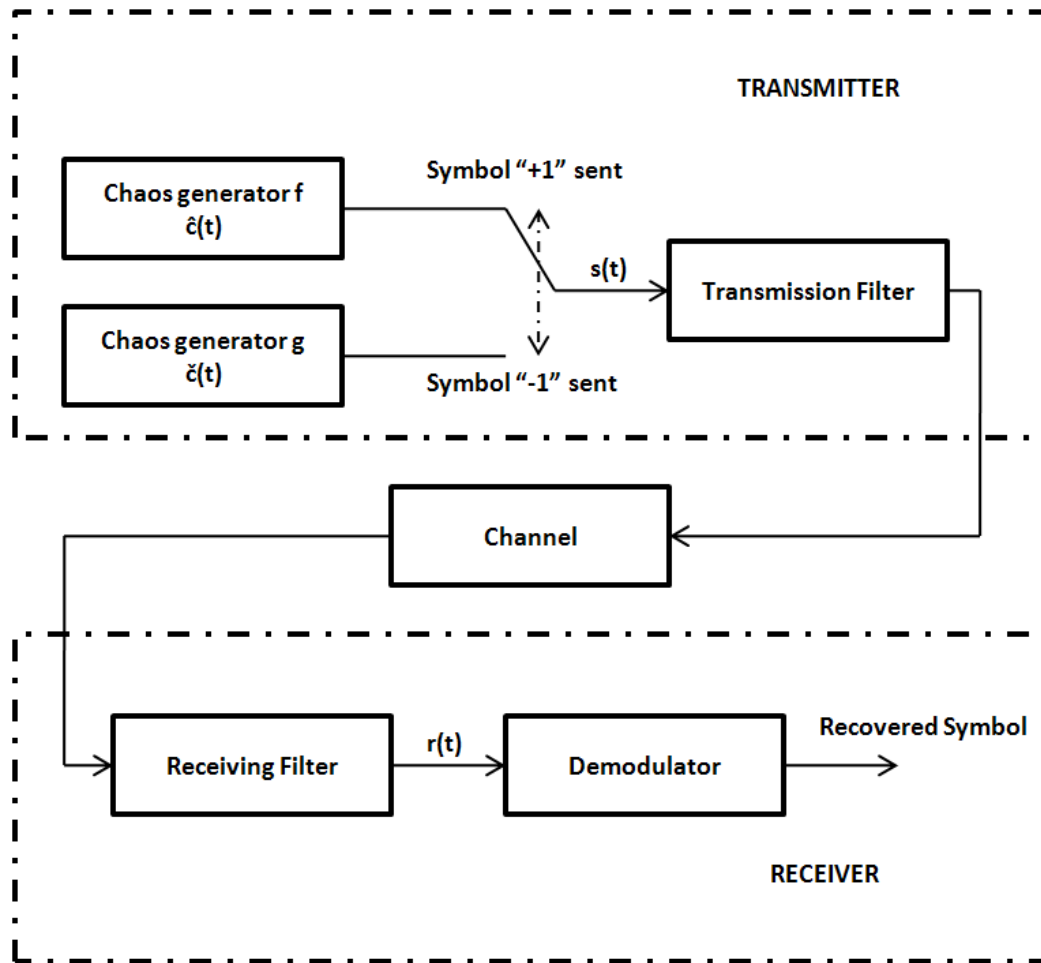 TRANSMITTER
Chaos generator f
ĉ(t)
Symbol “+1” sent
s(t)
Transmission Filter
Chaos generator g
č(t)
Symbol “-1” sent
Channel
Receiving Filter
r(t)
Demodulator
Recovered Symbol
RECEIVER